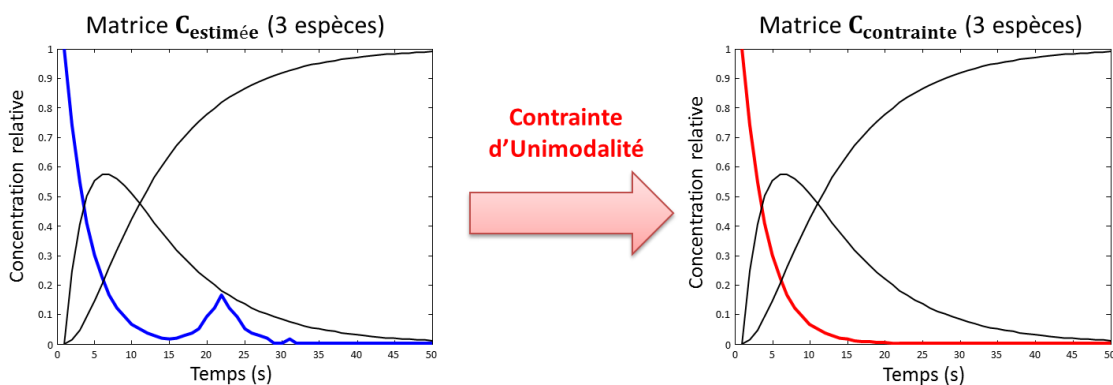 Matrice C estimée (3 espèces)
Concentration relative
1
0.9
0.8
0.7
0.6
0.5
0.4
0.3
0.2
0.1
0
0 5 10 15 20 25 30 35 40 45 50
Temps (s)
Contrainte
d'Unimodalité
Matrice C contrainte (3 espèces)
Concentration relative
1
0.9
0.8
0.7
0.6
0.5
0.4
0.3
0.2
0.1
0
0 5 10 15 20 25 30 35 40 45 50
Temps (s)